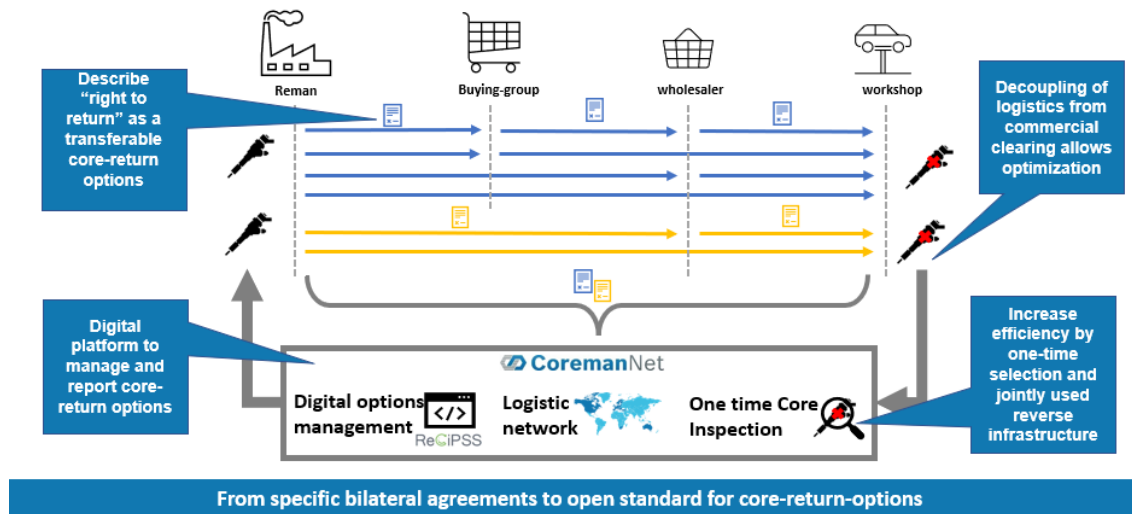 Describe
“right to
return” as a
transferable
core-return
options
Reman
Buying-group
wholesaler
workshop
Decoupling of
logistics from
commercial
clearing allows
optimization
Digital
platform to
manage and
report core-
return options
CoremanNet
Digital options
management
</>
ReCiPSS
Logistic
network
One time Core
Inspection
Increase
efficiency by
one-time
selection and
jointly used
reverse
infrastructure
From specific bilateral agreements to open standard for core-return-options